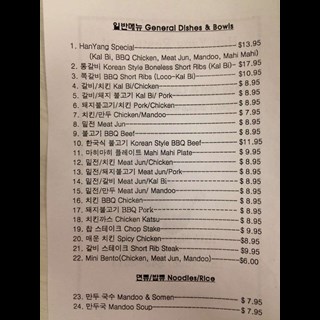 일반메뉴 General Dishes & Bowls
1. HanYang Special $13.95
(Kal Bi, BBQ Chicken, Meat Jun, Mandoo, Mahi Mahi)
2. 통갈비 Korean Style Boneless Short Ribs (Kal Bi) $17.95
3. 쪽갈비 BBQ Short Ribs (Loco-Kal Bi) $10.95
4. 갈비/치킨 Kal Bi/Chicken $ 8.95
5. 갈비/돼지 불고기 Kal Bi/ Pork $ 8.95
6. 돼지불고기/치킨 Pork/Chicken $ 8.95
7. 치킨/만두 Chicken/Mandoo $ 7.95
8. 밀전 Meat Jun $ 8.95
9. 불고기 BBQ Beef $ 8.95
10. 한국식 불고기 Korean Style BBQ Beef $11.95
11. 마히마히 플레이트 Mahi Mahi Plate $ 9.95
12. 밀전/치킨 Meat Jun/Chicken $ 8.95
13. 밀전/돼지불고기 Meat Jun/Pork $ 8.95
14. 밀전/갈비 Meat Jun/Kal Bi $ 8.95
15. 밀전/만두 Meat Jun/ Mandoo $ 8.95
16. 치킨 BBQ Chicken $ 8.95
17. 돼지불고기 BBQ Pork $ 8.95
18. 치킨까스 Chicken Katsu $ 8.95
19. 찹 스테이크 Chop Stake $ 9.95
20. 매운 치킨 Spicy Chicken $8.95
21. 갈비 스테이크 Short Rib Steak $9.95
22. Mini Bento(Chicken, Meat Jun, Mandoo) $6.00
면류/밥류 Noodles/Rice
23. 만두 국수 Mandoo & Somen $ 7.95
24. 만두국 Mandoo Soup $ 7.95